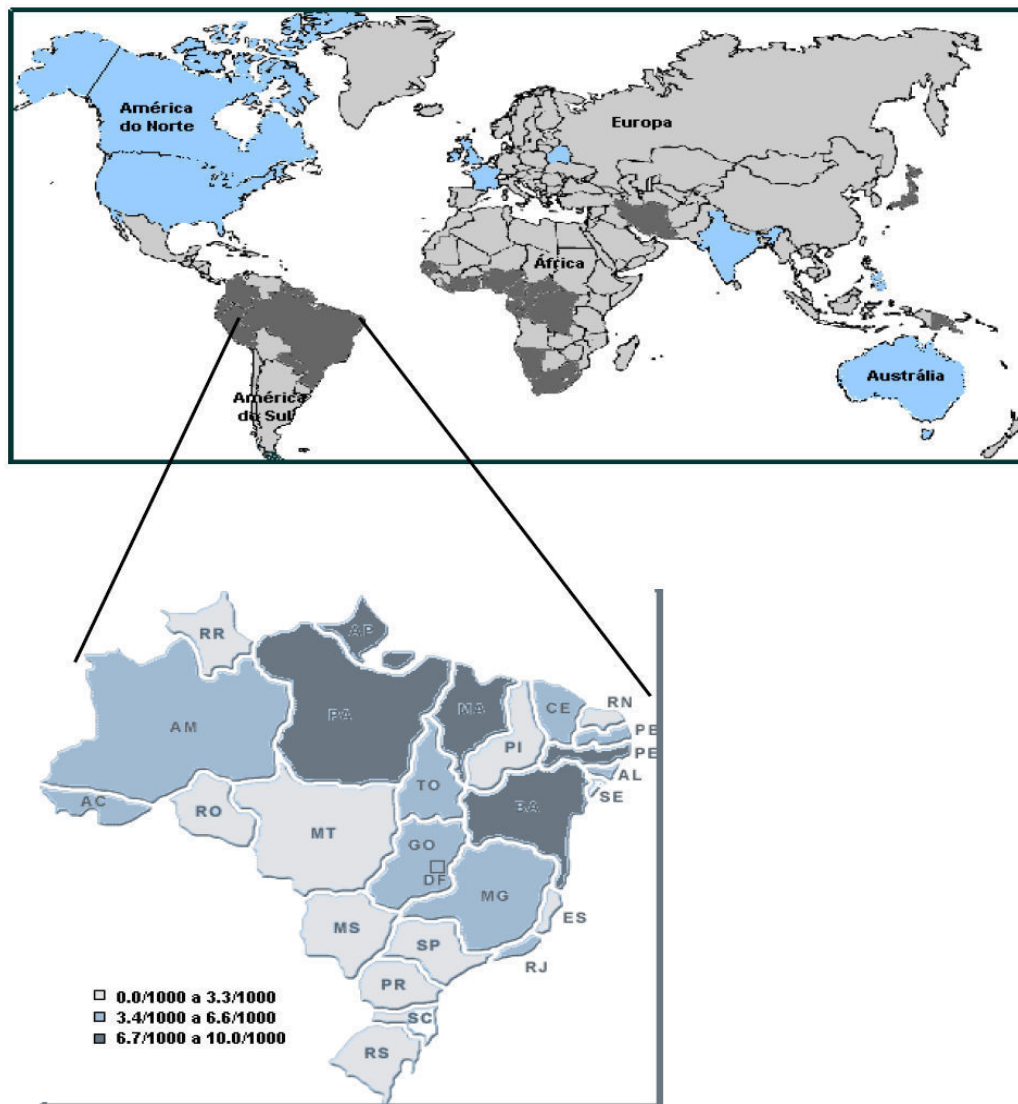 América
do Norte
Europa
África
América
do Sul
Austrália
RR
AP
AM
PA
MA
CE
RN
PB
PI
PE
AL
SE
AC
TO
RO
BA
MT
GO
DF
MG
ES
MS
SP
RJ
PR
SC
RS
0.0/1000 a 3.3/1000
3.4/1000 a 6.6/1000
6.7/1000 a 10.0/1000